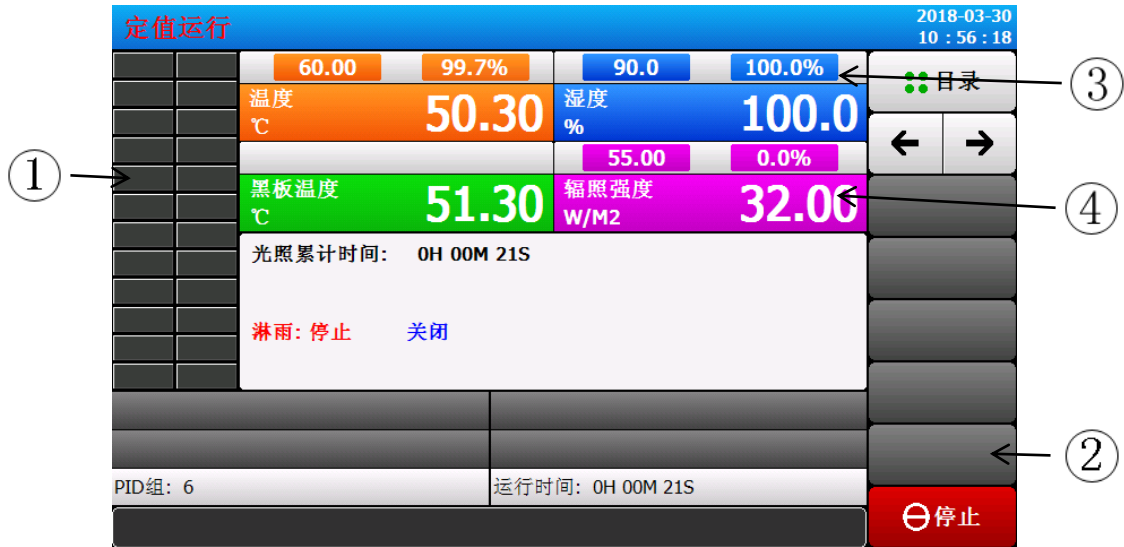 定值运行
2018-03-30
10 : 56 : 18
60.00 99.7% 90.0 100.0%
目录
③
温度
℃
50.30
湿度
%
100.0
← →
55.00 0.0%
①
黑板温度
℃
51.30
辐照强度
W/M2
32.00
④
光照累计时间: 0H 00M 21S
淋雨: 停止 关闭
②
PID组: 6
运行时间: 0H 00M 21S
停止